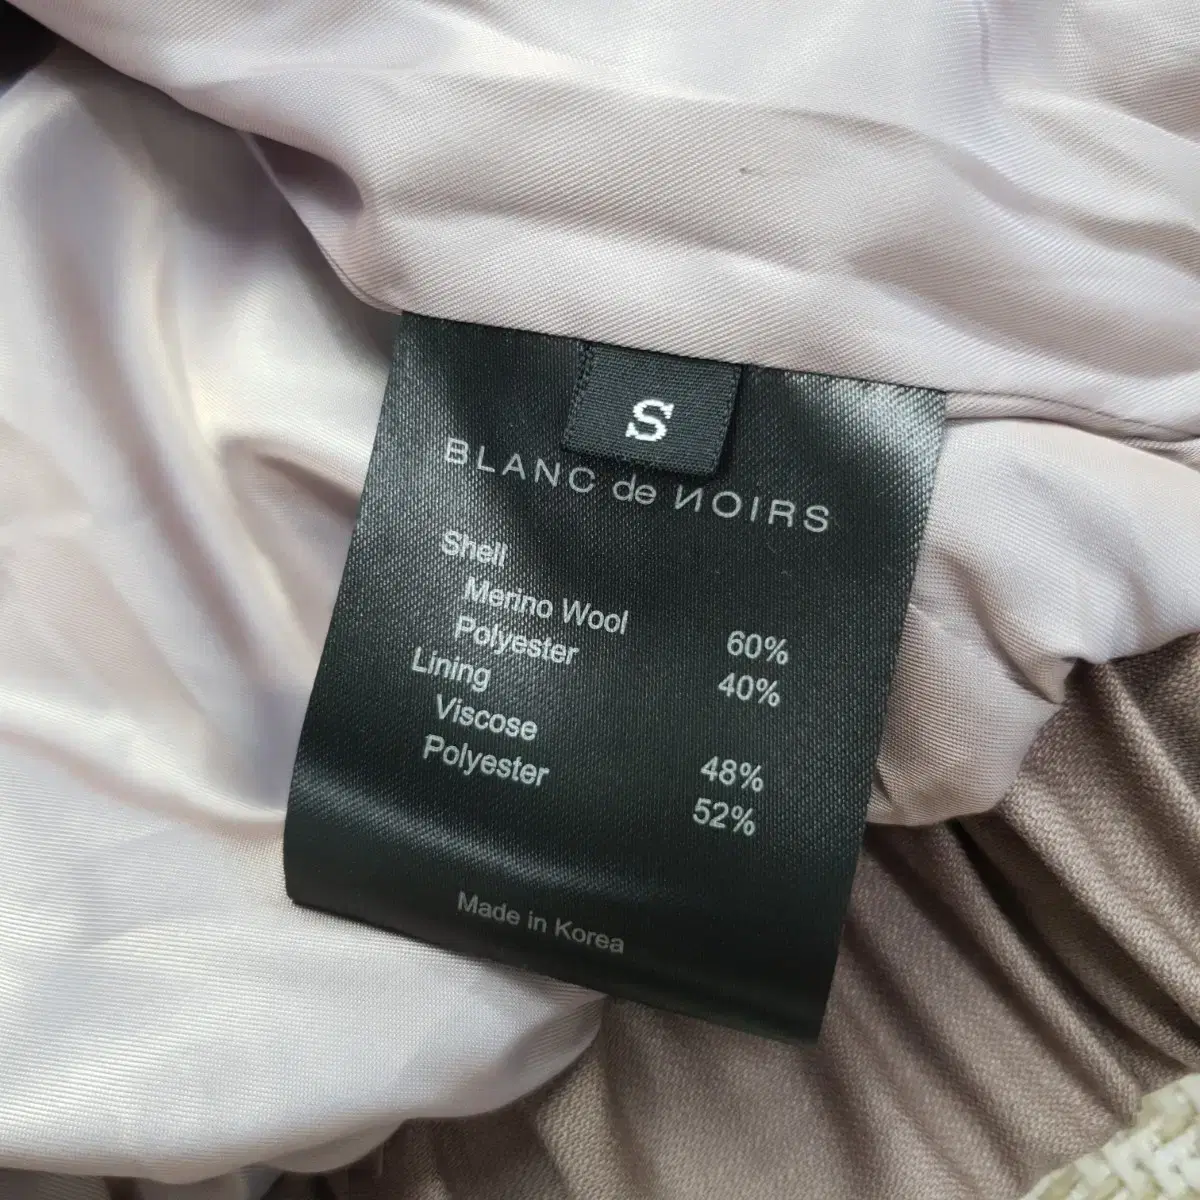 S
BLANC de NOIRS
Shell
Merino Wool 60%
Polyester 40%
Lining
Viscose 48%
Polyester 52%
Made in Korea